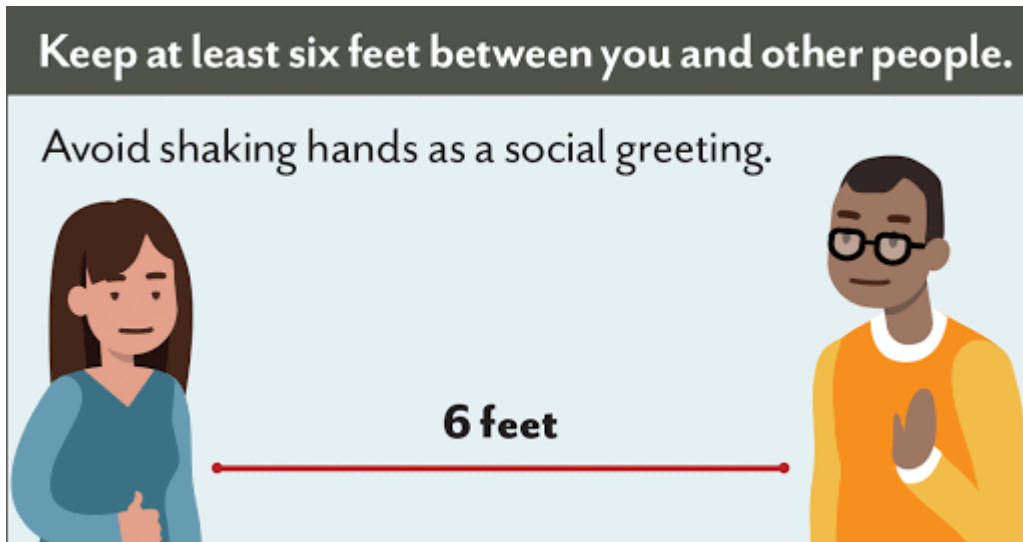 Keep at least six feet between you and other people.
Avoid shaking hands as a social greeting.
6 feet